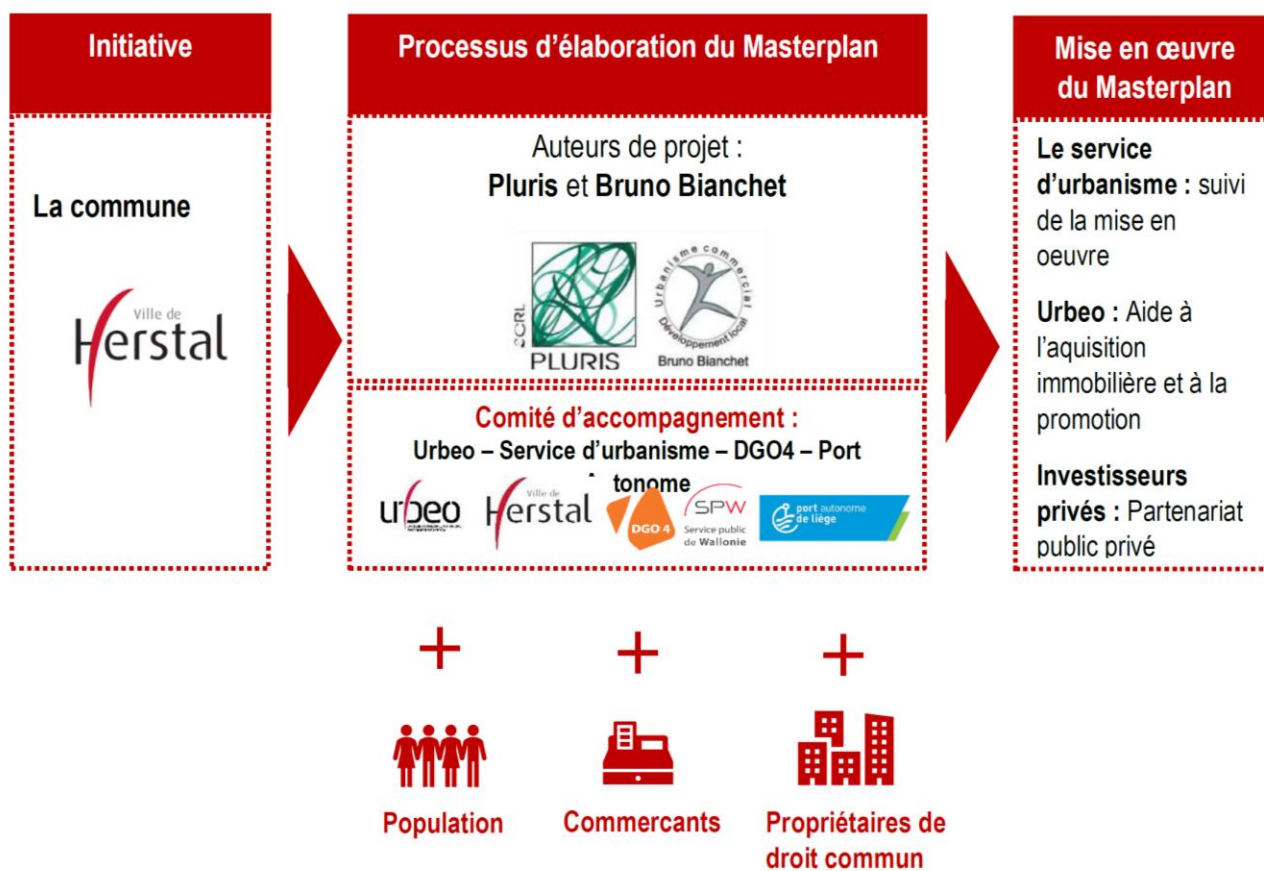 Initiative
La commune
Ville de
Herstal
Processus d'élaboration du Masterplan
Auteurs de projet :
Pluris et Bruno Bianchet
SCRL
PLURIS
Urbanisme commercial
Développement local
Bruno Bianchet
Comité d'accompagnement :
Urbeo – Service d'urbanisme – DGO4 – Port
tonome
urbeo
Ville de
Herstal
DGO 4
SPW
Service public
de Wallonie
port autonome
de liège
Mise en œuvre
du Masterplan
Le service
d'urbanisme : suivi
de la mise en
oeuvre
Urbeo : Aide à
l'aquisition
immobilière et à la
promotion
Investisseurs
privés : Partenariat
public privé
+
+
+
Population
Commercants
Propriétaires de
droit commun